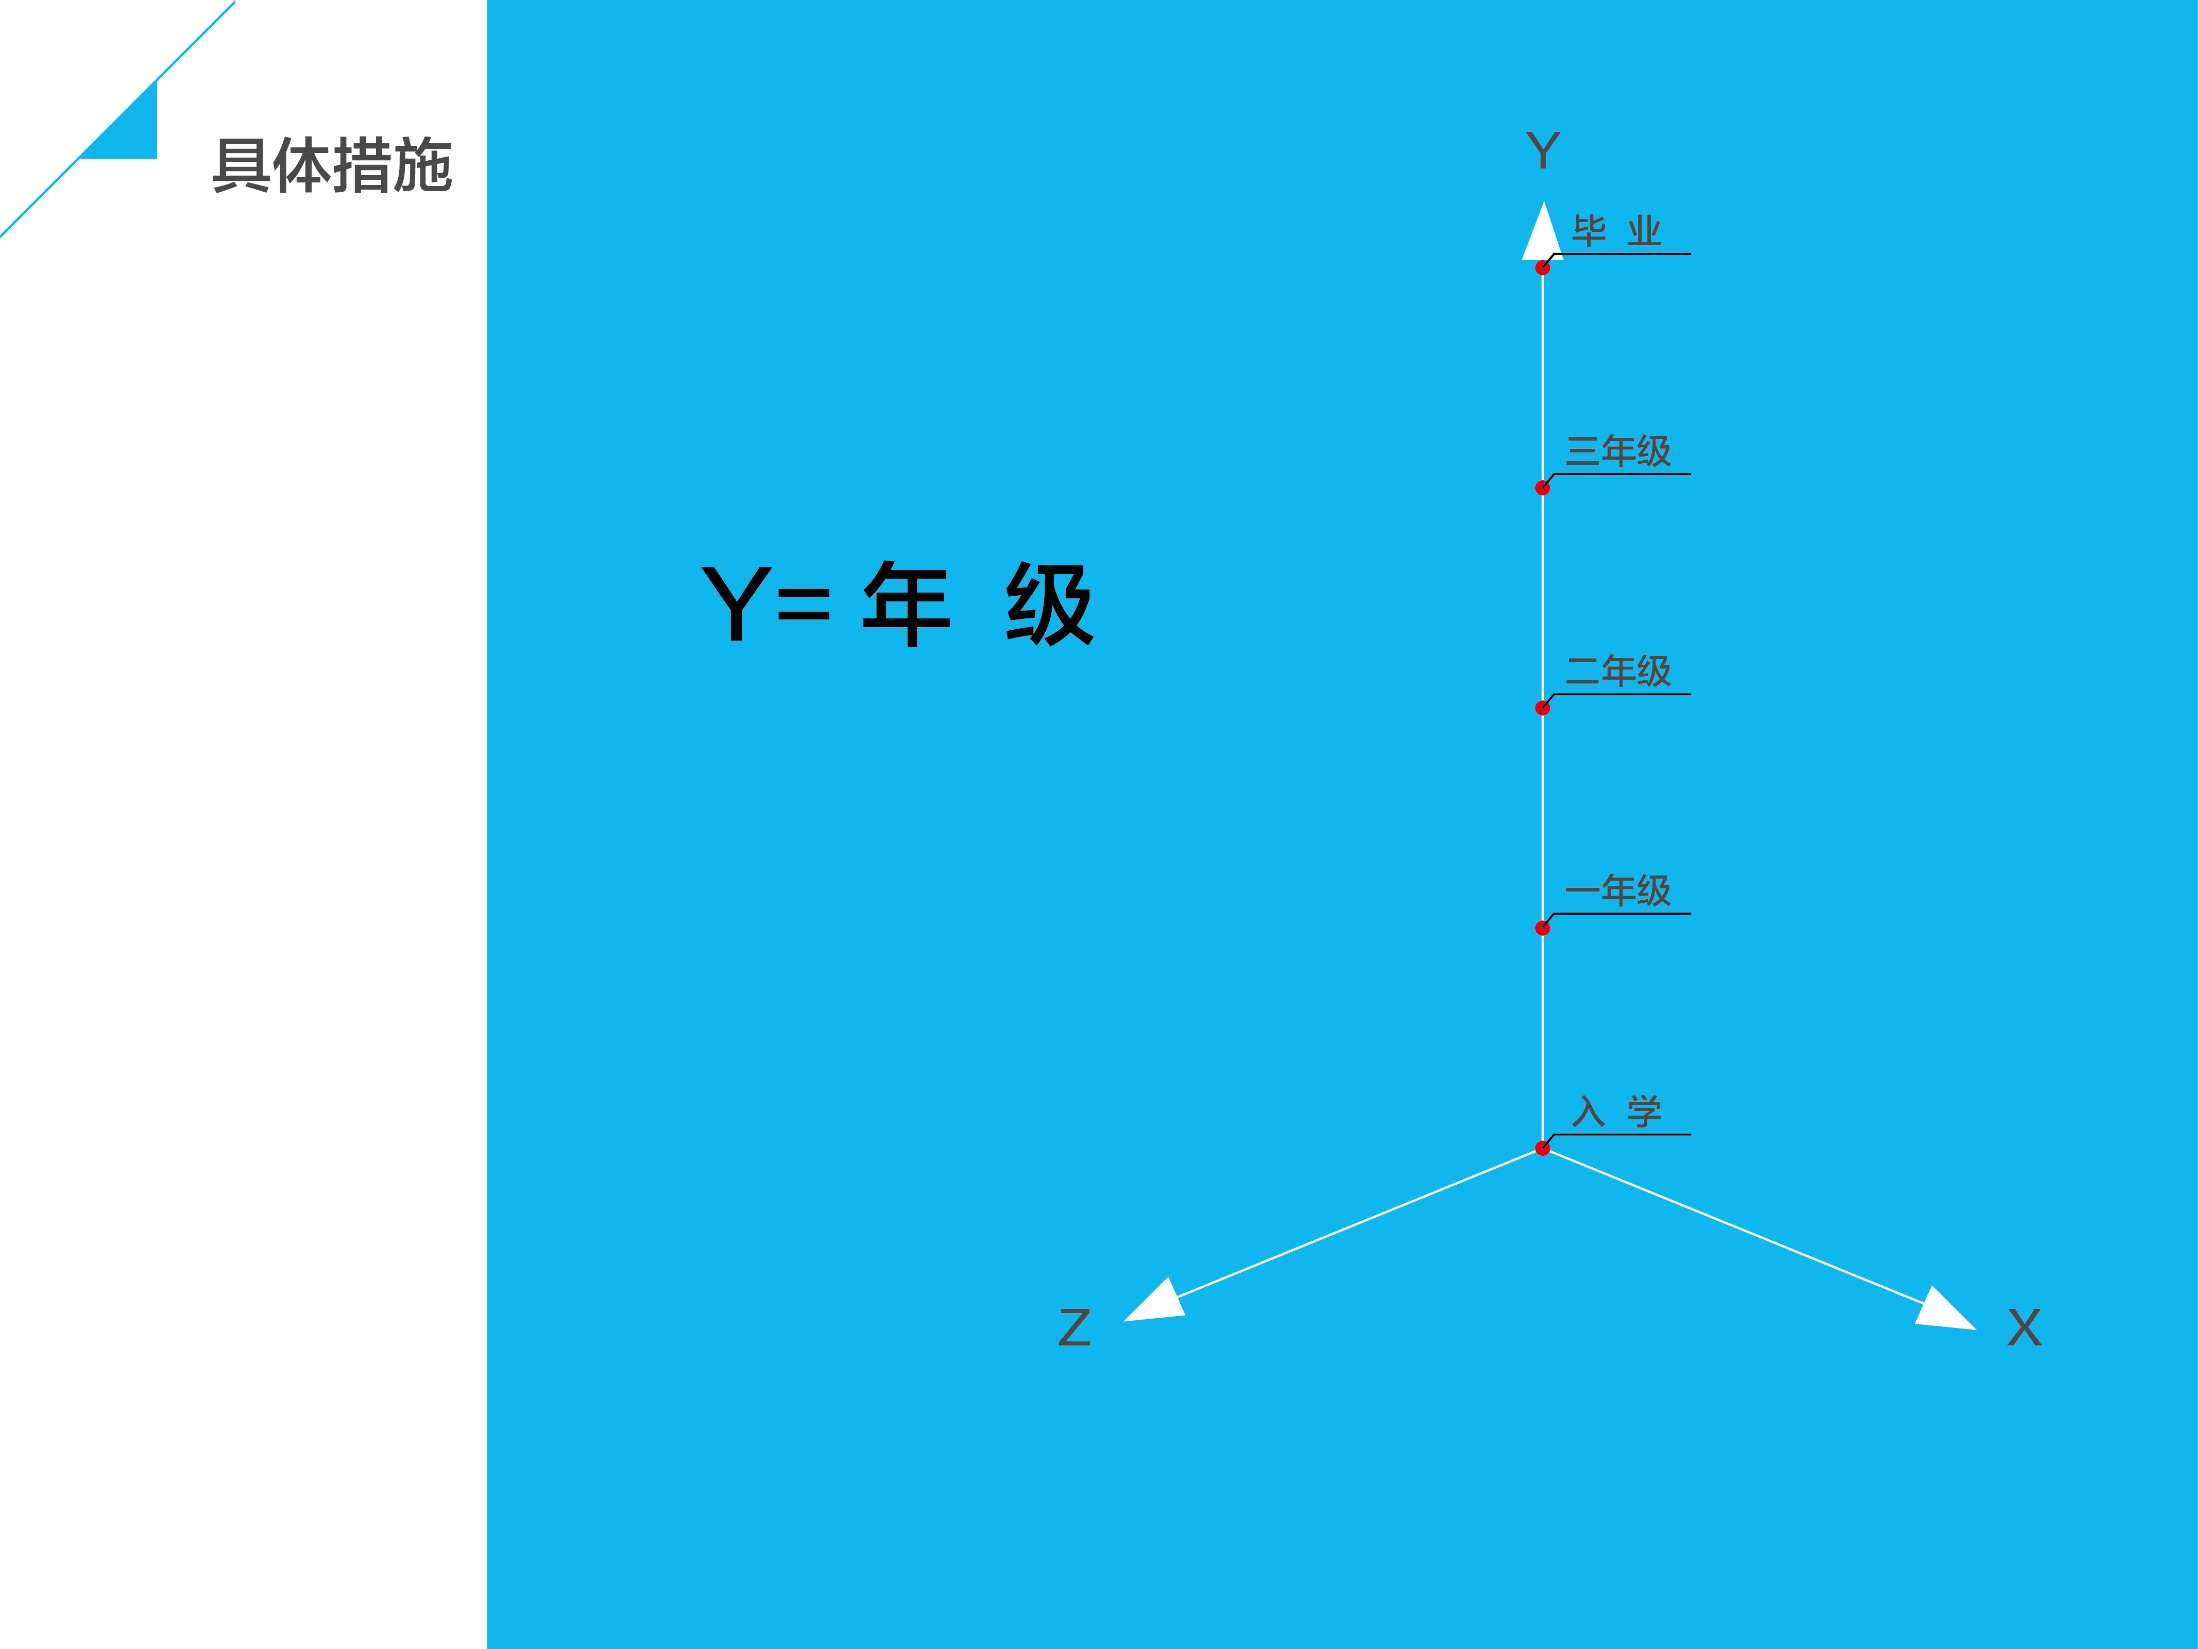 具体措施
Y
毕 业
三年级
Y= 年 级
二年级
一年级
入 学
Z
X